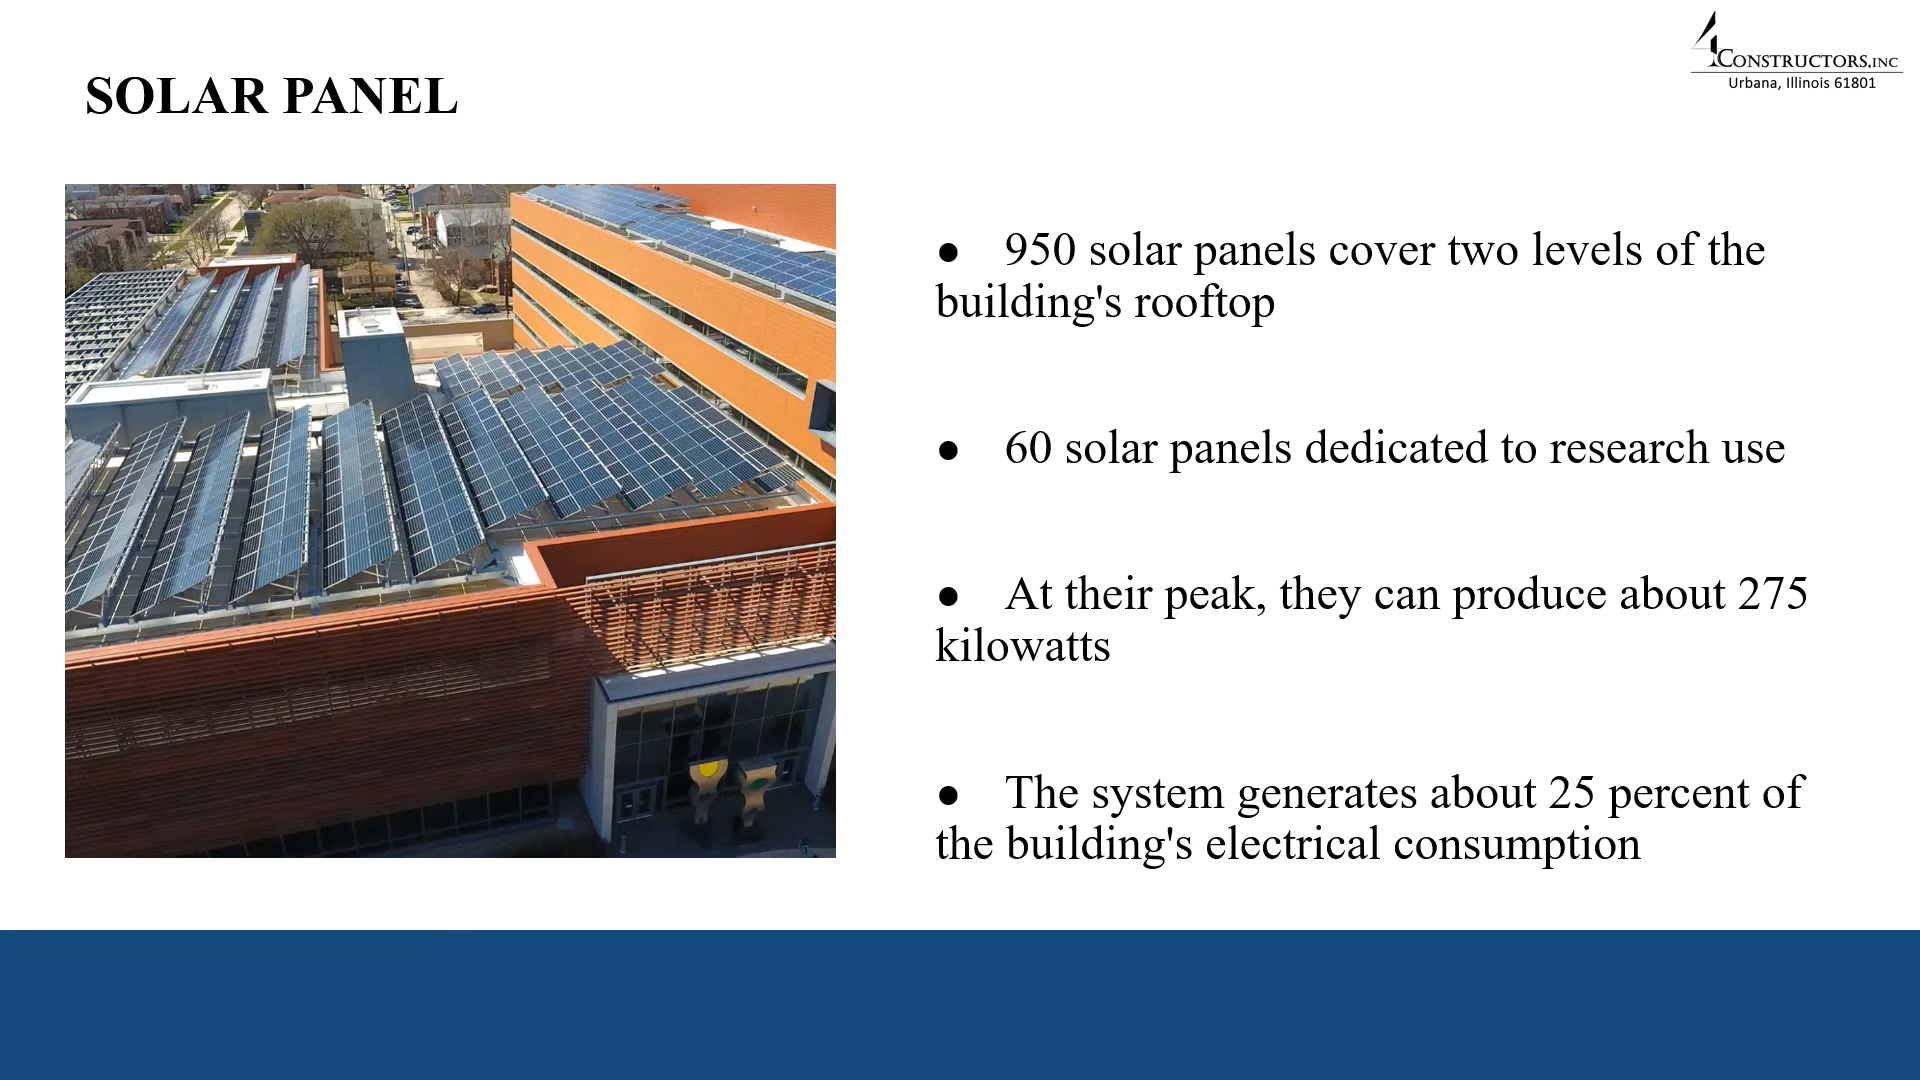 4CONSTRUCTORS,INC
Urbana, Illinois 61801
SOLAR PANEL
● 950 solar panels cover two levels of the
building's rooftop
● 60 solar panels dedicated to research use
● At their peak, they can produce about 275
kilowatts
● The system generates about 25 percent of
the building's electrical consumption